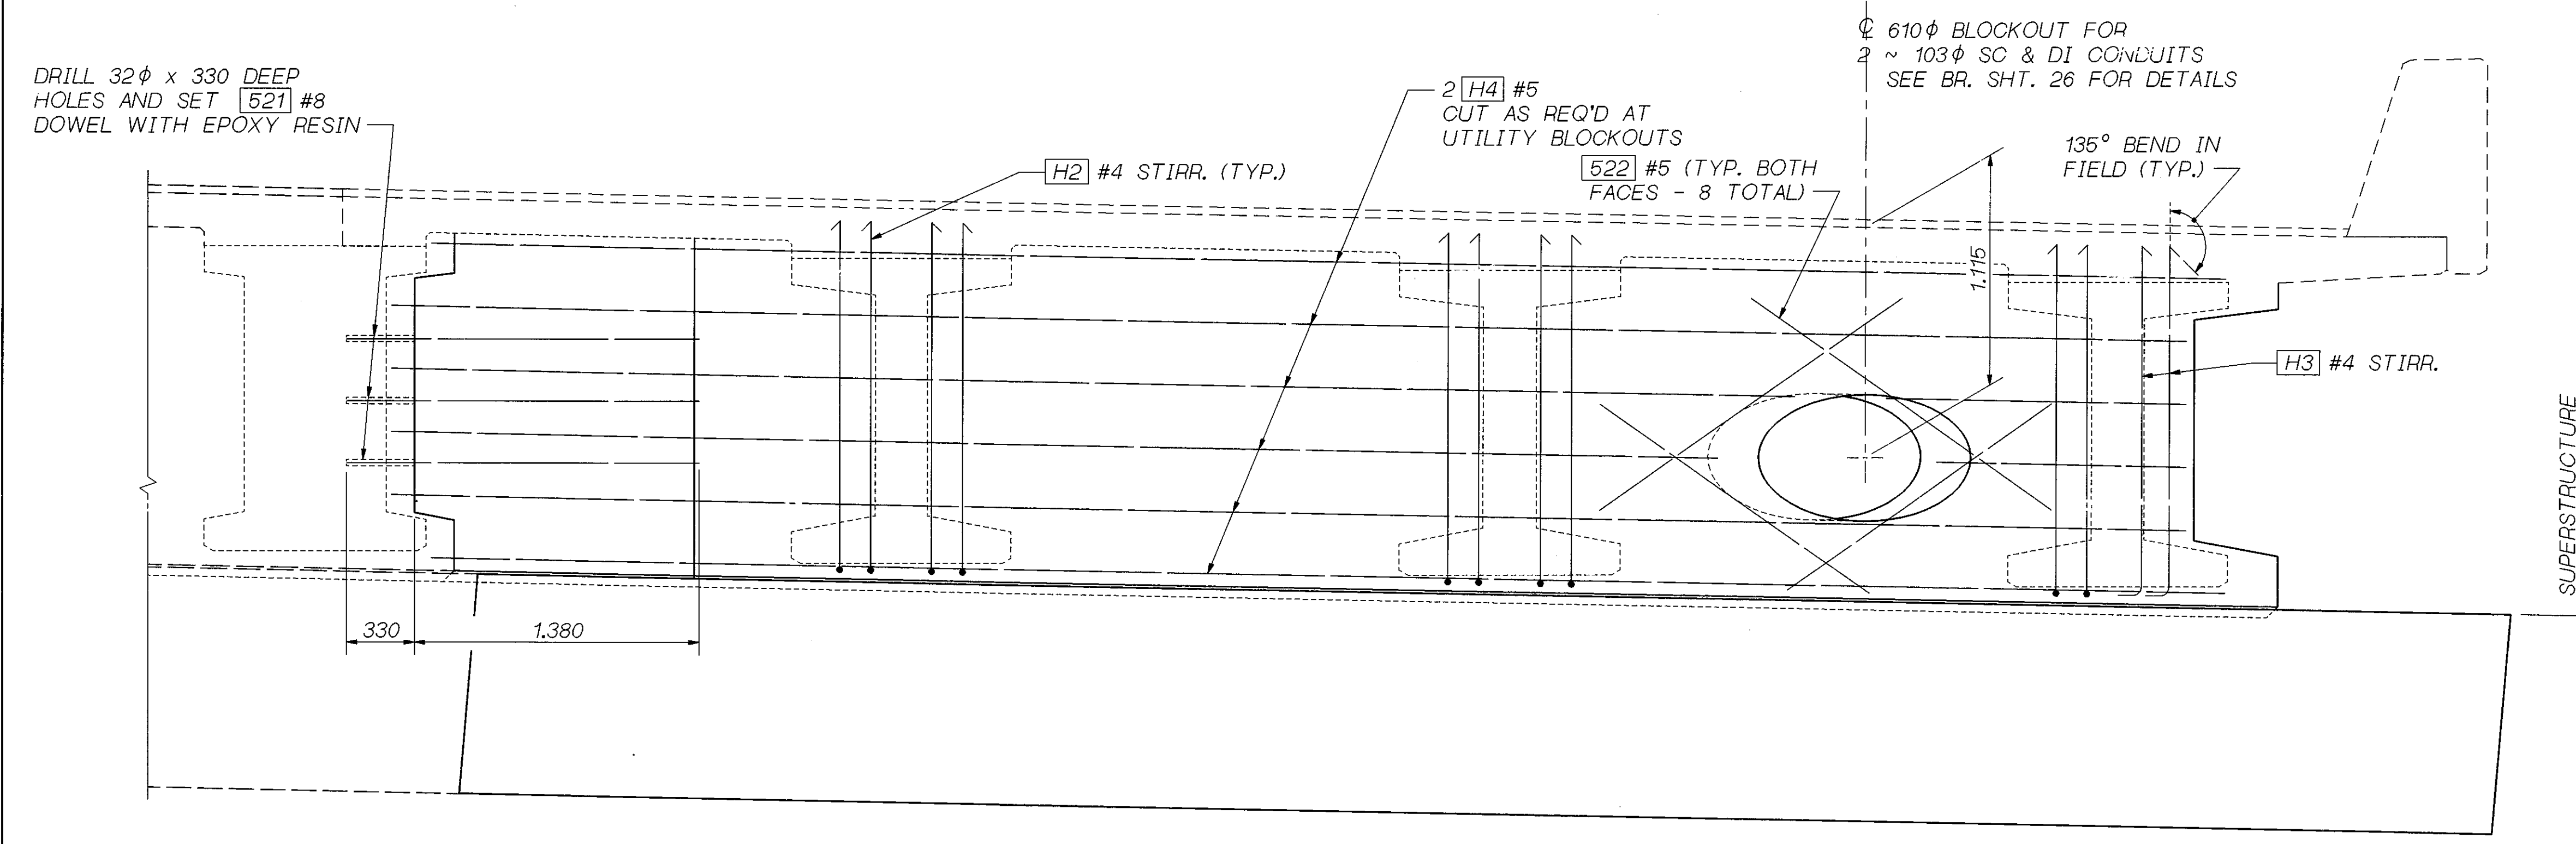 DRILL 32ϕ x 330 DEEP
HOLES AND SET 521 #8
DOWEL WITH EPOXY RESIN
H2 #4 STIRR. (TYP.)
2 H4 #5
CUT AS REQ'D AT
UTILITY BLOCKOUTS
522 #5 (TYP. BOTH
FACES - 8 TOTAL)
℄ 610ϕ BLOCKOUT FOR
2 ~ 103ϕ SC & DI CONDUITS
SEE BR. SHT. 26 FOR DETAILS
135° BEND IN
FIELD (TYP.)
1.115
H3 #4 STIRR.
330
1.380
SUPERSTRUCTURE